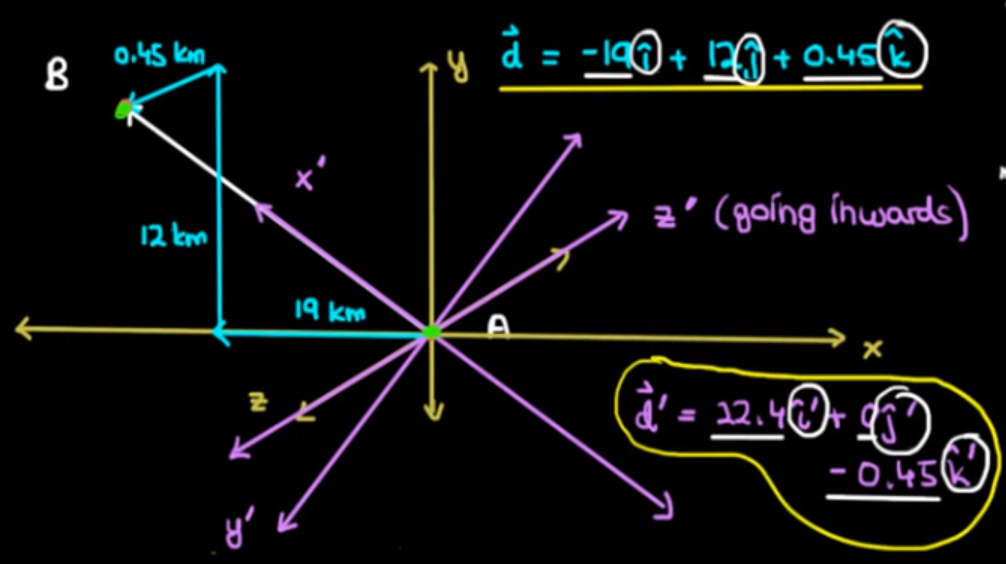 B
0.45 km
y
d⃗ = -19î + 12ĵ + 0.45k̂
x'
z' (going inwards)
12 km
19 km
A
x
z
d⃗' = 22.4î' + 0ĵ'
- 0.45k̂'
y'